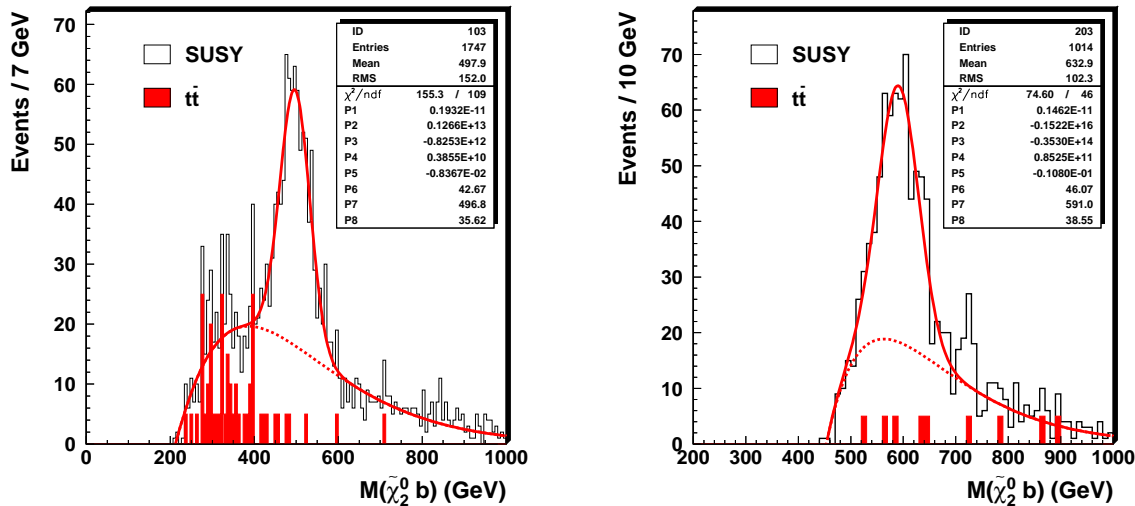 Events / 7 GeV
70
60
50
40
30
20
10
0
SUSY
tt̄
ID 103
Entries 1747
Mean 497.9
RMS 152.0
χ²/ndf 155.3 / 109
P1 0.1932E-11
P2 0.1266E+13
P3 -0.8253E+12
P4 0.3855E+10
P5 -0.8367E-02
P6 42.67
P7 496.8
P8 35.62
0 200 400 600 800 1000
M(χ̃₂⁰ b) (GeV)
Events / 10 GeV
70
60
50
40
30
20
10
0
SUSY
tt̄
ID 203
Entries 1014
Mean 632.9
RMS 102.3
χ²/ndf 74.60 / 46
P1 0.1462E-11
P2 -0.1522E+16
P3 -0.3530E+14
P4 0.8525E+11
P5 -0.1080E-01
P6 46.07
P7 591.0
P8 38.55
200 300 400 500 600 700 800 900 1000
M(χ̃₂⁰ b) (GeV)